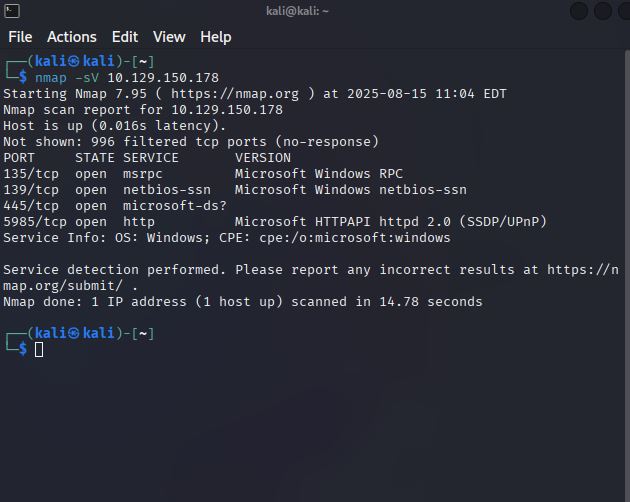 kali@kali: ~
File Actions Edit View Help
┌──(kali㉿kali)-[~]
└─$ nmap -sV 10.129.150.178
Starting Nmap 7.95 ( https://nmap.org ) at 2025-08-15 11:04 EDT
Nmap scan report for 10.129.150.178
Host is up (0.016s latency).
Not shown: 996 filtered tcp ports (no-response)
PORT     STATE SERVICE       VERSION
135/tcp  open  msrpc         Microsoft Windows RPC
139/tcp  open  netbios-ssn   Microsoft Windows netbios-ssn
445/tcp  open  microsoft-ds?
5985/tcp open  http          Microsoft HTTPAPI httpd 2.0 (SSDP/UPnP)
Service Info: OS: Windows; CPE: cpe:/o:microsoft:windows

Service detection performed. Please report any incorrect results at https://n
map.org/submit/ .
Nmap done: 1 IP address (1 host up) scanned in 14.78 seconds

┌──(kali㉿kali)-[~]
└─$